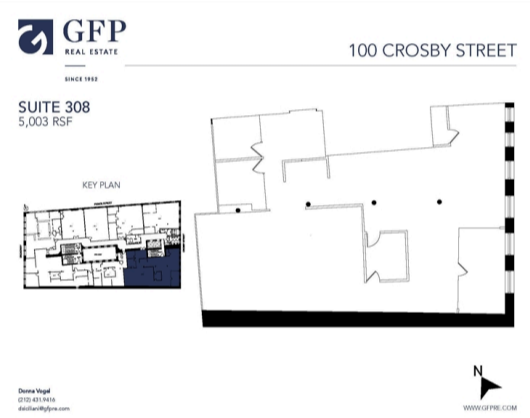 GFP
REAL ESTATE
SINCE 1952
100 CROSBY STREET
SUITE 308
5,003 RSF
KEY PLAN
Donna Vogel
(212) 431.9416
N
WWW.GFPRE.COM